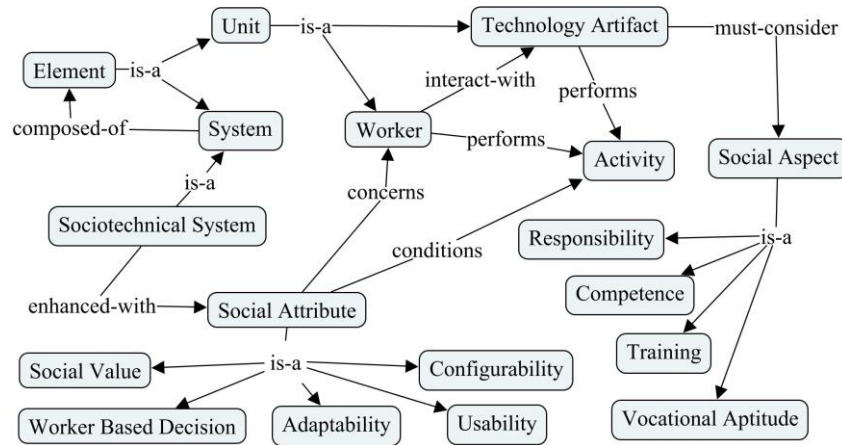 Unit
is-a
Technology Artifact
must-consider
Element
is-a
interact-with
performs
composed-of
System
Worker
performs
Activity
Social Aspect
is-a
concerns
Sociotechnical System
conditions
Responsibility
is-a
Competence
enhanced-with
Social Attribute
Training
Social Value
is-a
Configurability
Worker Based Decision
Adaptability
Usability
Vocational Aptitude